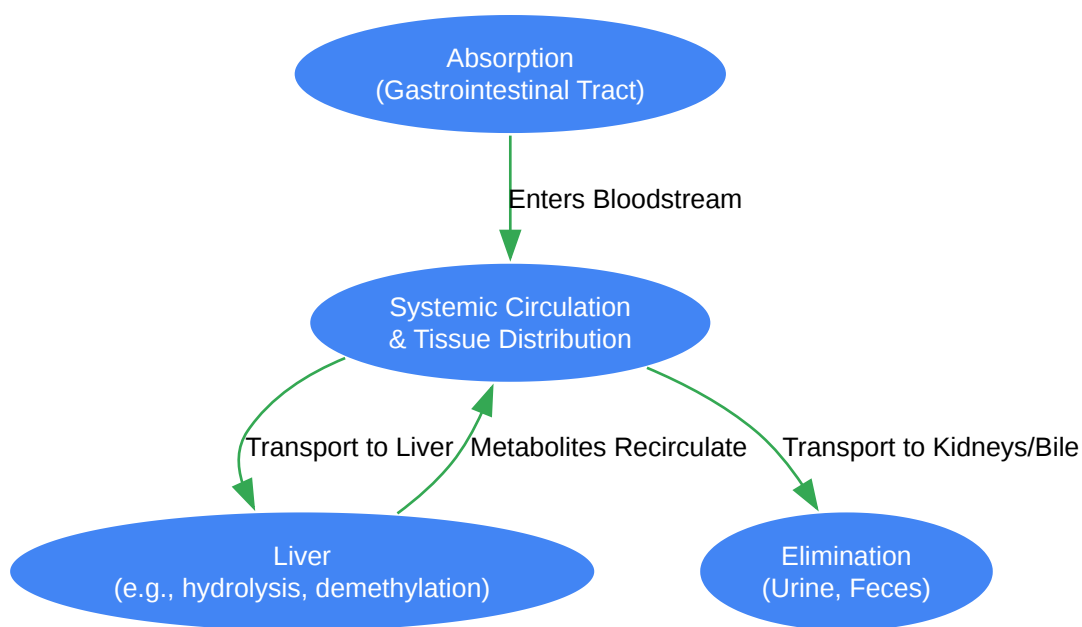 Absorption
(Gastrointestinal Tract)
Enters Bloodstream
Systemic Circulation
& Tissue Distribution
Transport to Liver
Metabolites Recirculate
Transport to Kidneys/Bile
Liver
(e.g., hydrolysis, demethylation)
Elimination
(Urine, Feces)